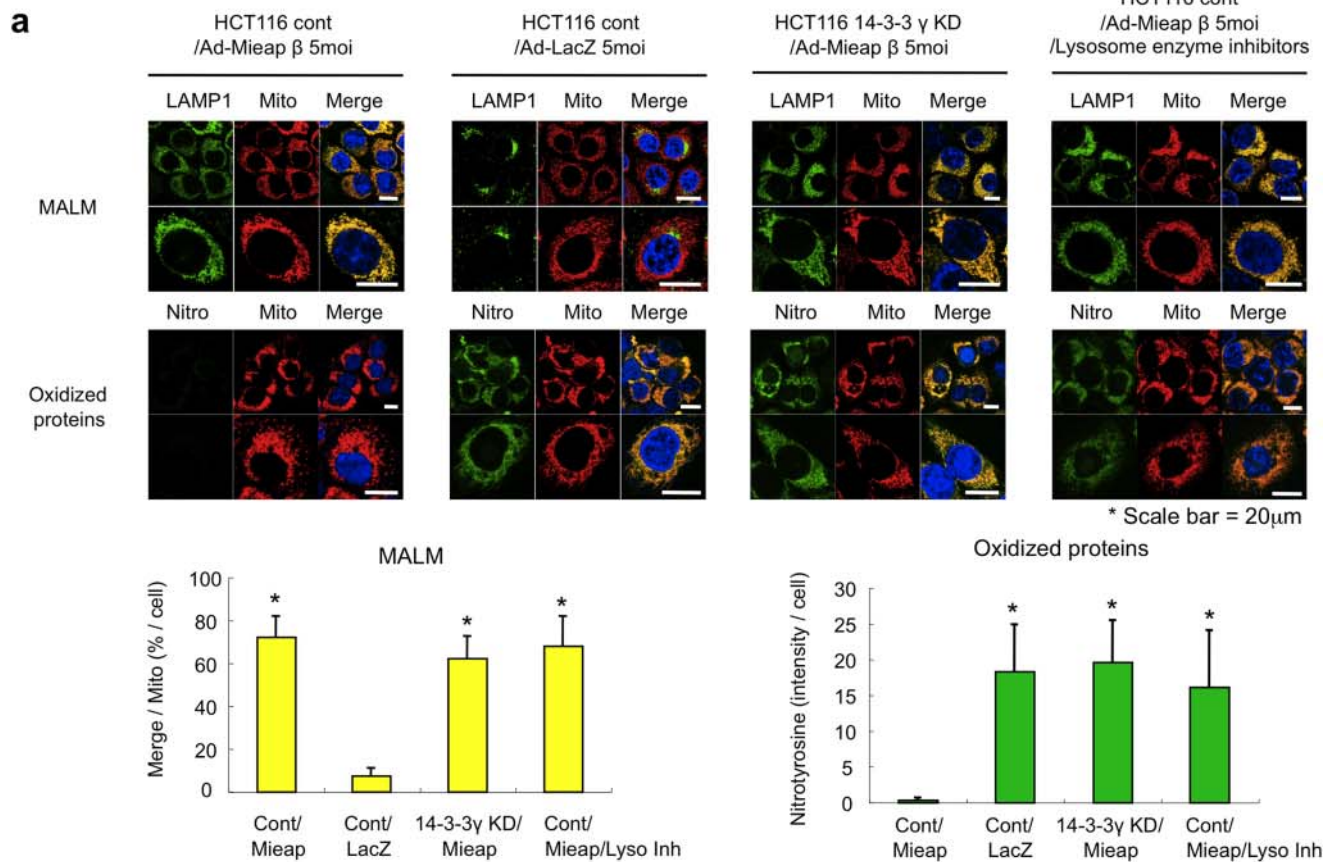 a
HCT116 cont
/Ad-Mieap β 5moi
HCT116 cont
/Ad-LacZ 5moi
HCT116 14-3-3 γ KD
/Ad-Mieap β 5moi
HCT116 cont
/Ad-Mieap β 5moi
/Lysosome enzyme inhibitors
LAMP1 Mito Merge
LAMP1 Mito Merge
LAMP1 Mito Merge
LAMP1 Mito Merge
MALM
Nitro Mito Merge
Nitro Mito Merge
Nitro Mito Merge
Nitro Mito Merge
Oxidized
proteins
* Scale bar = 20μm
MALM
Merge / Mito (% / cell)
100
80
60
40
20
0
*
*
*
Cont/
Mieap
Cont/
LacZ
14-3-3γ KD/
Mieap
Cont/
Mieap/Lyso Inh
Oxidized proteins
Nitrotyrosine (intensity / cell)
30
25
20
15
10
5
0
*
*
*
Cont/
Mieap
Cont/
LacZ
14-3-3γ KD/
Mieap
Cont/
Mieap/Lyso Inh